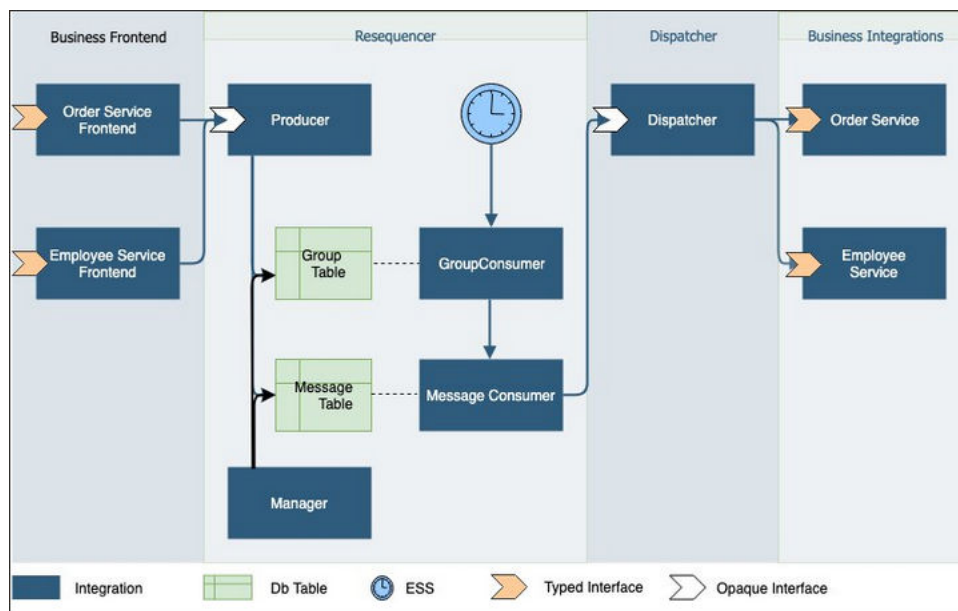 Business Frontend
Resequencer
Dispatcher
Business Integrations
Order Service
Frontend
Producer
Dispatcher
Order Service
Employee Service
Frontend
Group
Table
GroupConsumer
Employee
Service
Message
Table
Message Consumer
Manager
Integration
Db Table
ESS
Typed Interface
Opaque Interface